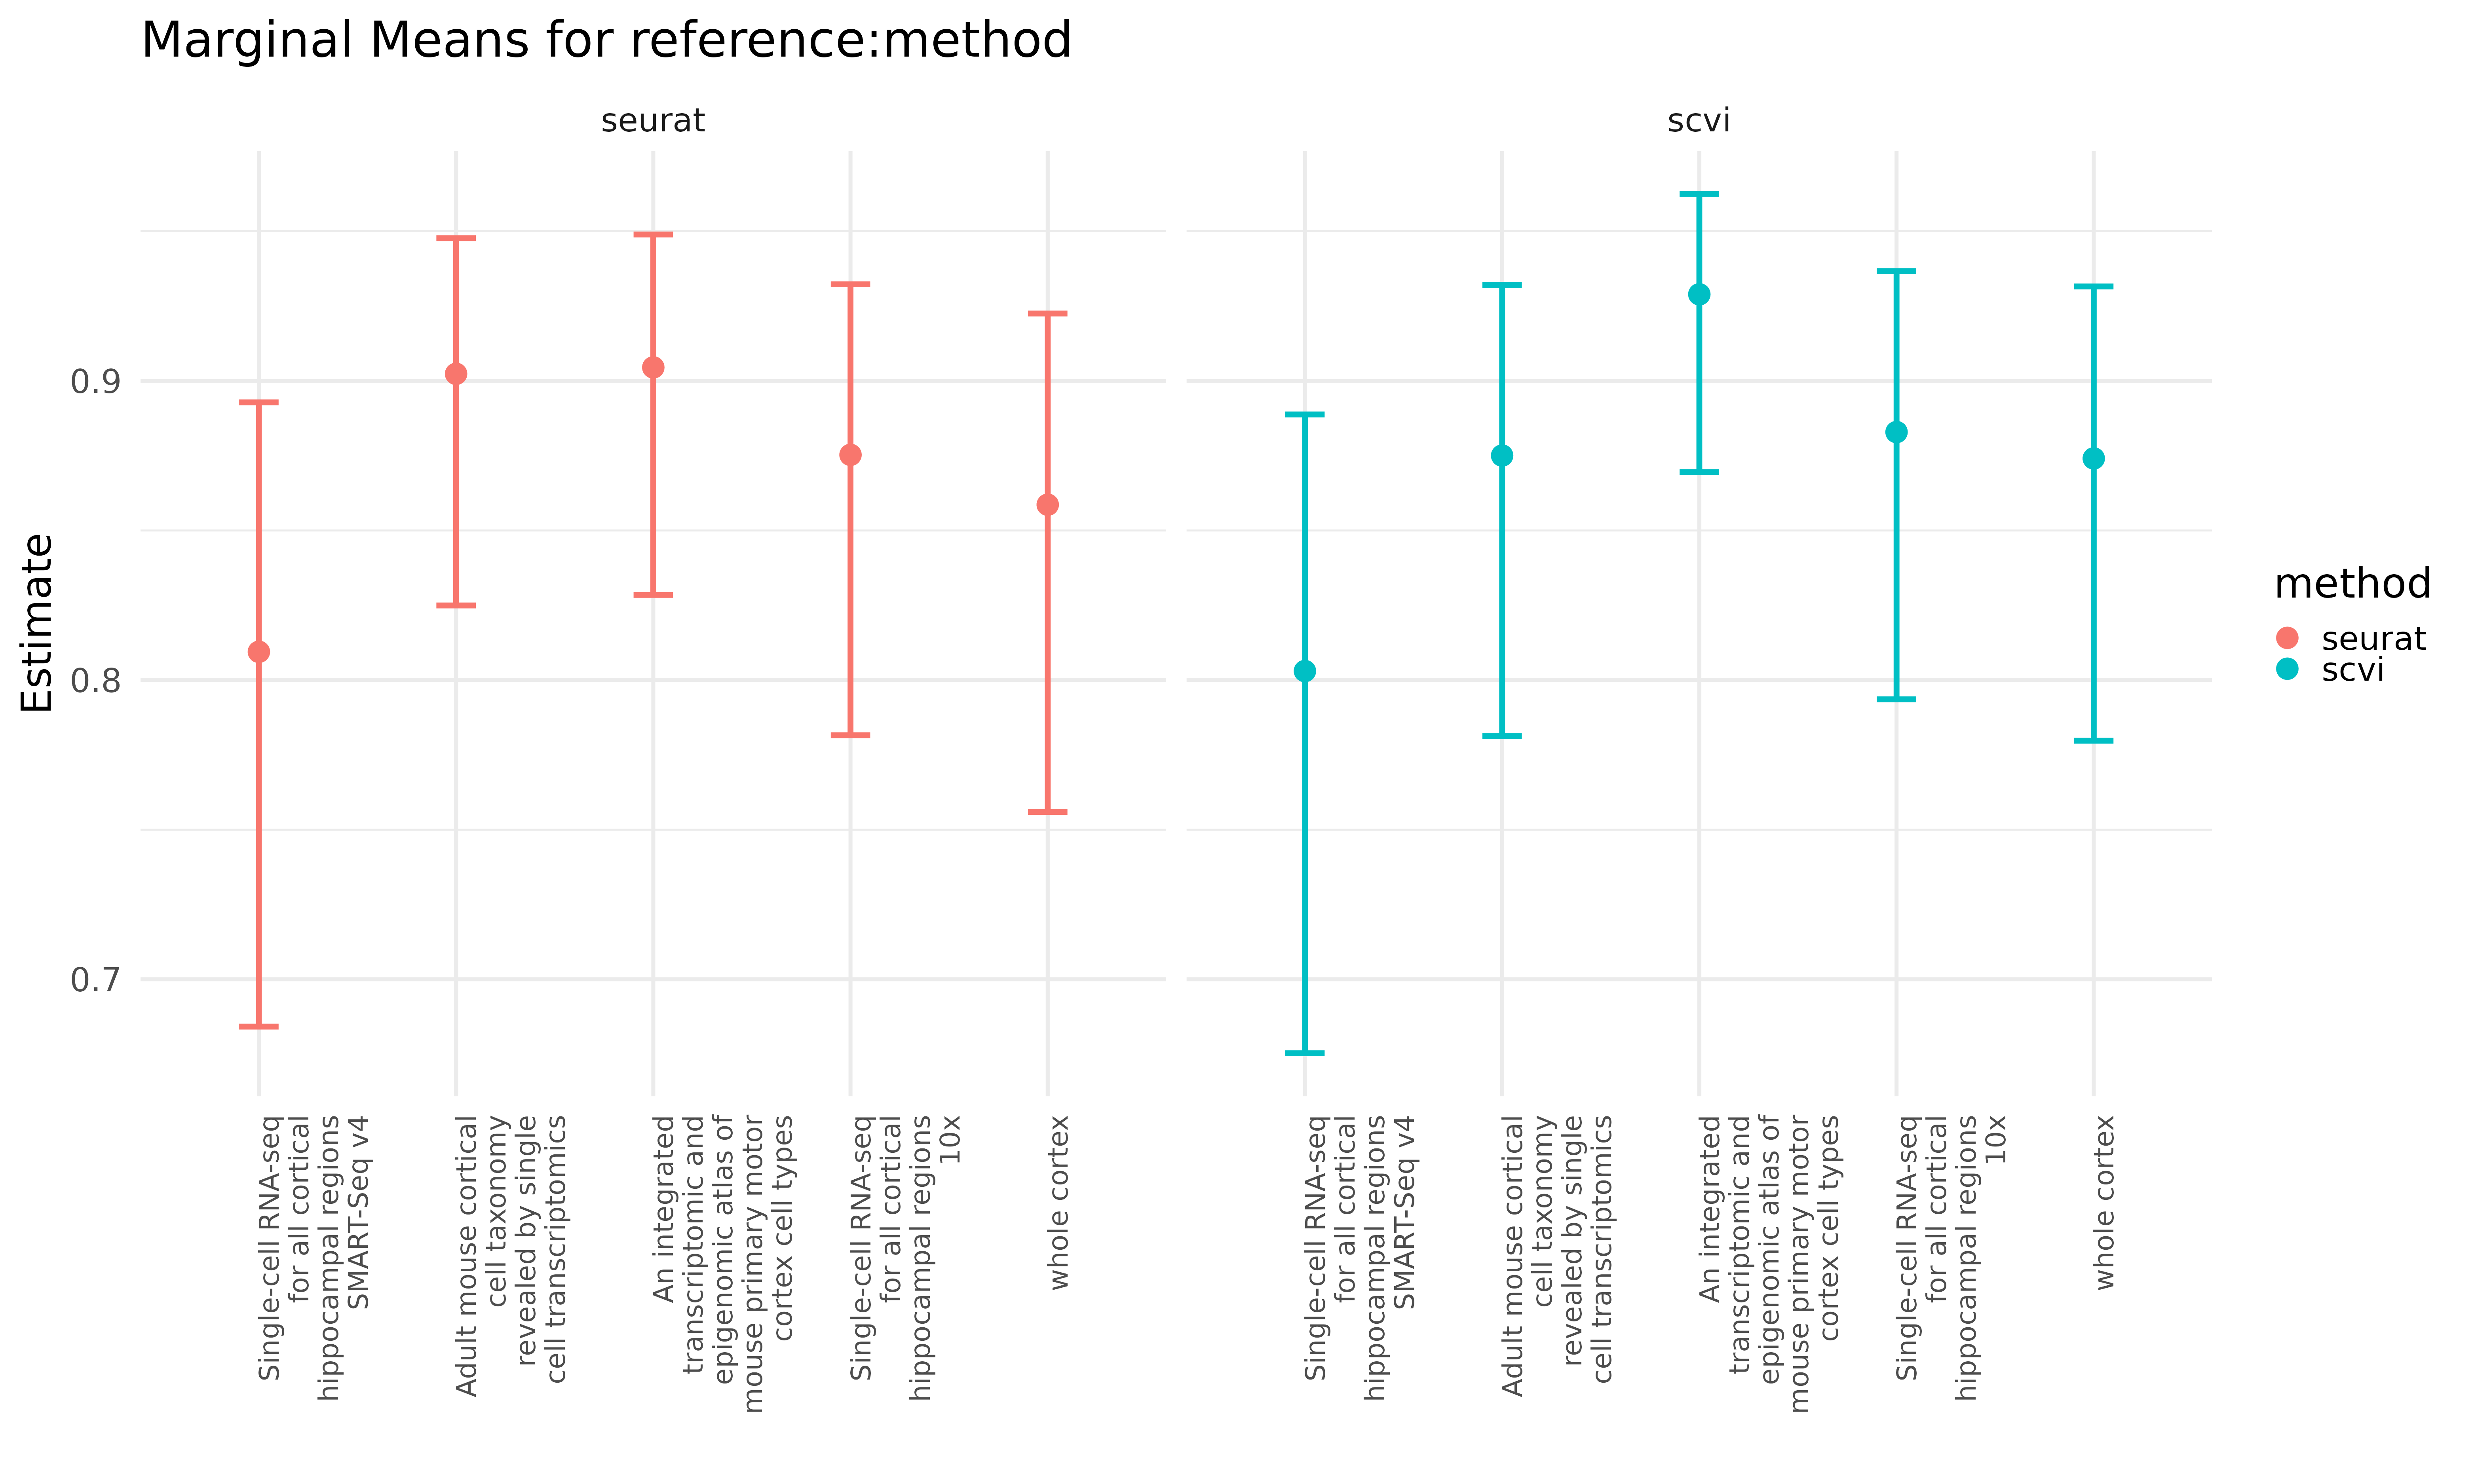 Marginal Means for reference:method
seurat
scvi
Estimate
0.9
0.8
0.7
Single-cell RNA-seq
for all cortical
hippocampal regions
SMART-Seq v4
Adult mouse cortical
cell taxonomy
revealed by single
cell transcriptomics
An integrated
transcriptomic and
epigenomic atlas of
mouse primary motor
cortex cell types
Single-cell RNA-seq
for all cortical
hippocampal regions
10x
whole cortex
Single-cell RNA-seq
for all cortical
hippocampal regions
SMART-Seq v4
Adult mouse cortical
cell taxonomy
revealed by single
cell transcriptomics
An integrated
transcriptomic and
epigenomic atlas of
mouse primary motor
cortex cell types
Single-cell RNA-seq
for all cortical
hippocampal regions
10x
whole cortex
method
seurat
scvi